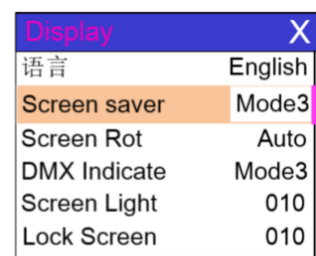 Display X
语言 English
Screen saver Mode3
Screen Rot Auto
DMX Indicate Mode3
Screen Light 010
Lock Screen 010